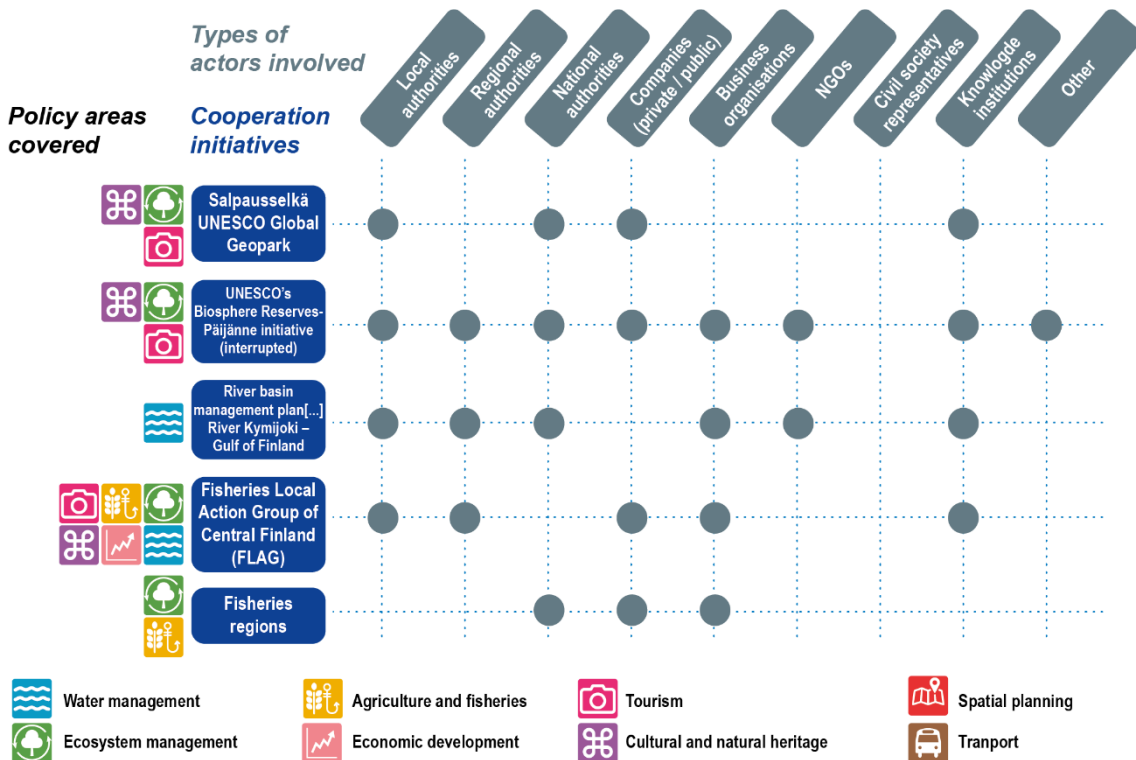 Types of
actors involved
Local
authorities
Regional
authorities
National
authorities
Companies
(private / public)
Business
organisations
NGOs
Civil society
representatives
Knowlogde
institutions
Other
Policy areas
covered
Cooperation
initiatives
Salpausselkä
UNESCO Global
Geopark
UNESCO's
Biosphere Reserves-
Päijänne initiative
(interrupted)
River basin
management plan[...]
River Kymijoki –
Gulf of Finland
Fisheries Local
Action Group of
Central Finland
(FLAG)
Fisheries
regions
Water management
Agriculture and fisheries
Tourism
Spatial planning
Ecosystem management
Economic development
Cultural and natural heritage
Tranport